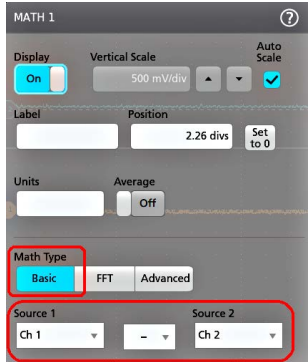 MATH 1 ?
Display Vertical Scale Auto Scale
On 500 mV/div
Label Position
2.26 divs Set to 0
Units Average
Off
Math Type
Basic FFT Advanced
Source 1 Source 2
Ch 1 – Ch 2